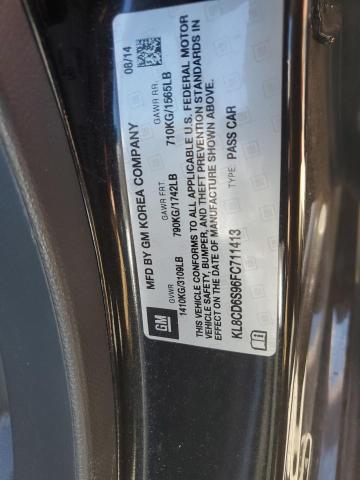 MFD BY GM KOREA COMPANY 08/14
GVWR GAWR FRT. GAWR RR.
1410KG/3109LB 790KG/1742LB 710KG/1565LB
GM
THIS VEHICLE CONFORMS TO ALL APPLICABLE U.S. FEDERAL MOTOR
VEHICLE SAFETY, BUMPER, AND THEFT PREVENTION STANDARDS IN
EFFECT ON THE DATE OF MANUFACTURE SHOWN ABOVE.
KL8CD6S96FC711413 TYPE: PASS CAR